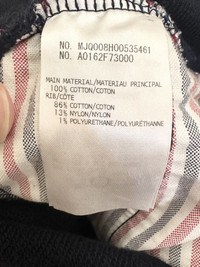 NO. MJQ008H00535461
NO. A0162F73000
MAIN MATERIAL/MATERIAU PRINCIPAL
100% COTTON/COTON
RIB/CÔTE
86% COTTON/COTON
13% NYLON/NYLON
1% POLYURETHANE/POLYURÉTHANNE